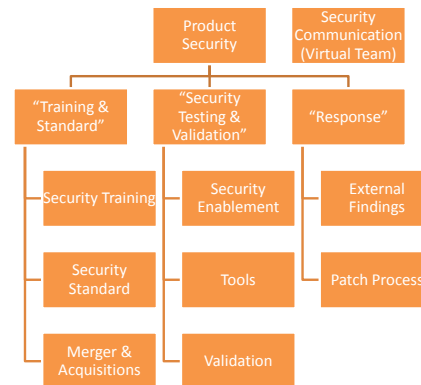 Product
Security
Security
Communication
(Virtual Team)
“Training &
Standard”
“Security
Testing &
Validation”
“Response”
Security Training
Security
Enablement
External
Findings
Security
Standard
Tools
Patch Process
Merger &
Acquisitions
Validation